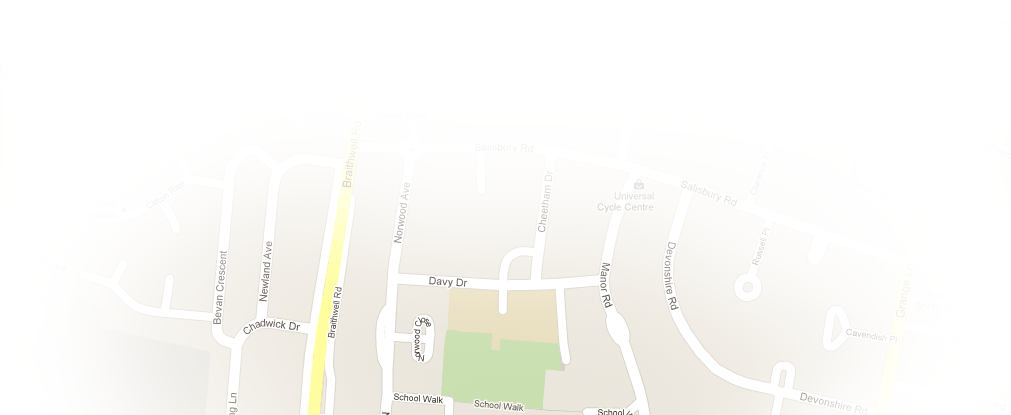 Braithwell Rd
Salisbury Rd
Cheetham Dr
Norwood Ave
Universal
Cycle Centre
Salisbury Rd
Russell Pl
Bevan Crescent
Newland Ave
Davy Dr
Manor Rd
Devonshire Rd
Braithwell Rd
Chadwick Dr
Norwood Close
Cavendish Pl
School Walk
School Walk
Devonshire Rd